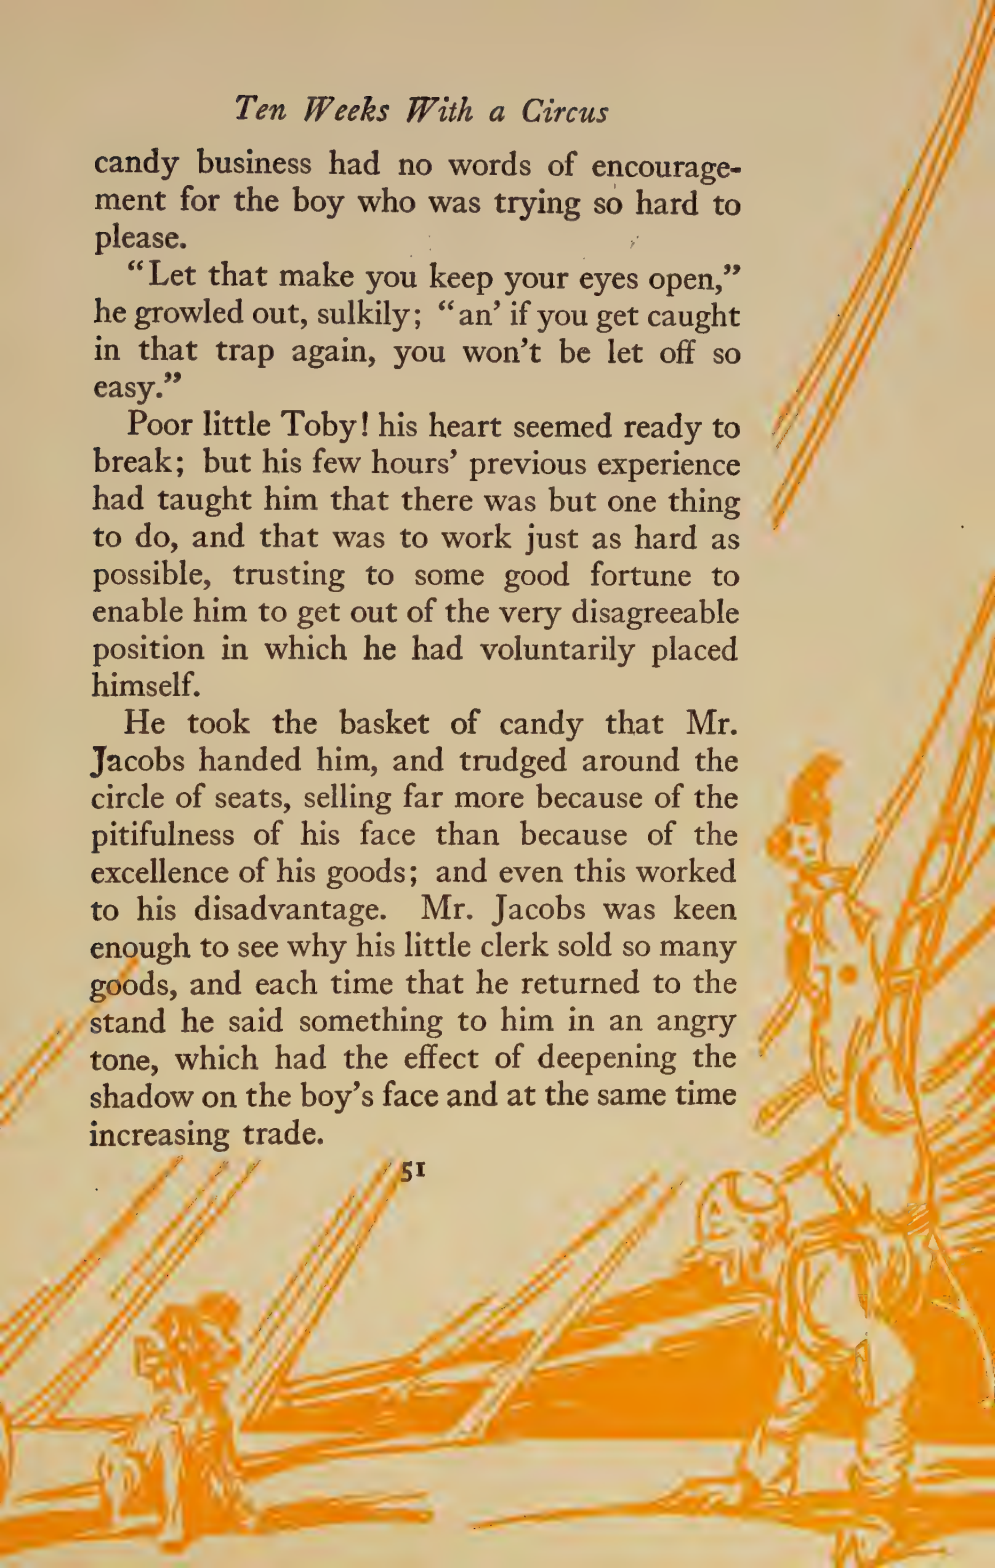 Ten Weeks With a Circus
candy business had no words of encourage-
ment for the boy who was trying so hard to
please.
“Let that make you keep your eyes open,”
he growled out, sulkily; “an’ if you get caught
in that trap again, you won’t be let off so
easy.”
Poor little Toby! his heart seemed ready to
break; but his few hours’ previous experience
had taught him that there was but one thing
to do, and that was to work just as hard as
possible, trusting to some good fortune to
enable him to get out of the very disagreeable
position in which he had voluntarily placed
himself.
He took the basket of candy that Mr.
Jacobs handed him, and trudged around the
circle of seats, selling far more because of the
pitifulness of his face than because of the
excellence of his goods; and even this worked
to his disadvantage. Mr. Jacobs was keen
enough to see why his little clerk sold so many
goods, and each time that he returned to the
stand he said something to him in an angry
tone, which had the effect of deepening the
shadow on the boy’s face and at the same time
increasing trade.
51